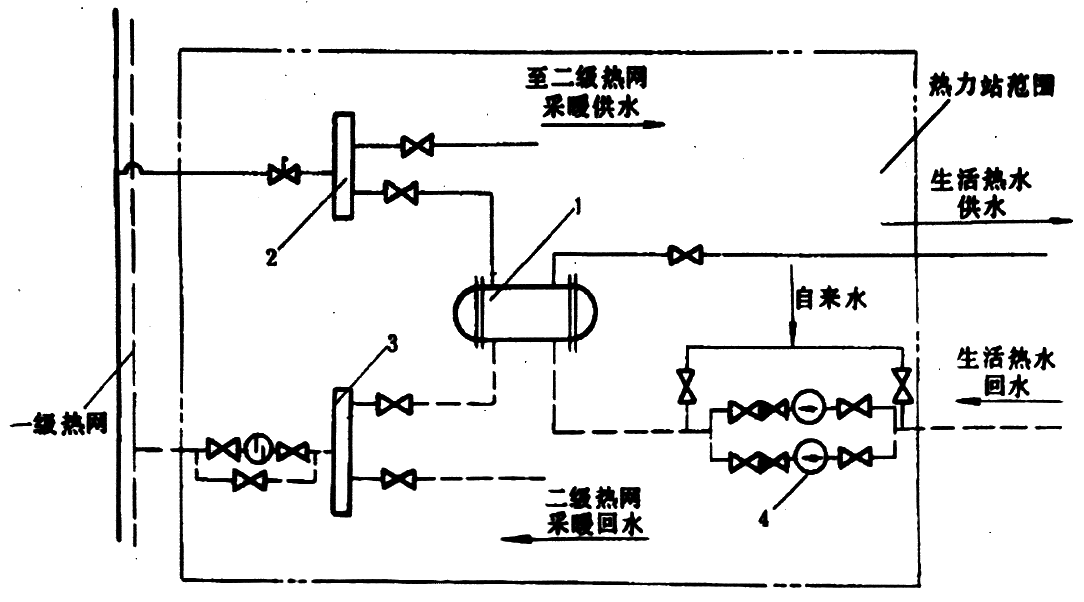 至二级热网
采暖供水
热力站范围
生活热水
供水
1
2
自来水
3
生活热水
回水
一级热网
二级热网
采暖回水
4